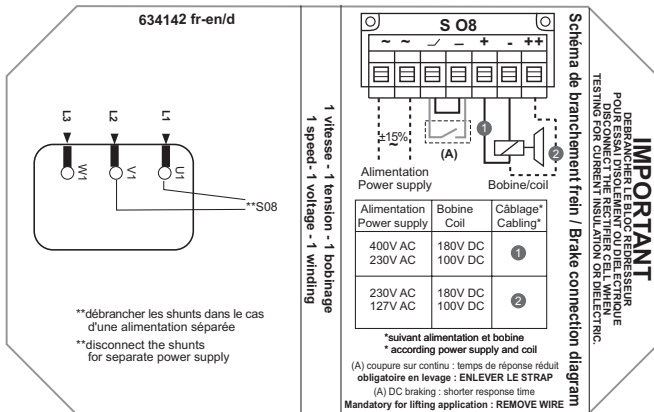 634142 fr-en/d
L3
L2
L1
W1
V1
U1
**S08
**débrancher les shunts dans le cas
d'une alimentation séparée
**disconnect the shunts
for separate power supply
1 vitesse - 1 tension - 1 bobinage
1 speed- 1 voltage - 1 winding
S O8
~ ~ + - ++
±15%
~
(A)
1
2
Alimentation
Power supply
Bobine/coil
Alimentation Bobine Câblage*
Power supply Coil Cabling*
400V AC 180V DC
230V AC 100V DC
1
230V AC 180V DC
127V AC 100V DC
2
*suivant alimentation et bobine
* according power supply and coil
(A) coupure sur continu : temps de réponse réduit
obligatoire en levage : ENLEVER LE STRAP
(A) DC braking : shorter response time
Mandatory for lifting application : REMOVE WIRE
Schéma de branchement frein / Brake connection diagram
IMPORTANT
DEBRANCHER LE BLOC REDRESSEUR
POUR ESSAI D'ISOLEMENT OU DIELECTRIQUE
DISCONNECT THE RECTIFIER CELL WHEN
TESTING FOR CURRENT INSULATION OR DIELECTRIC.